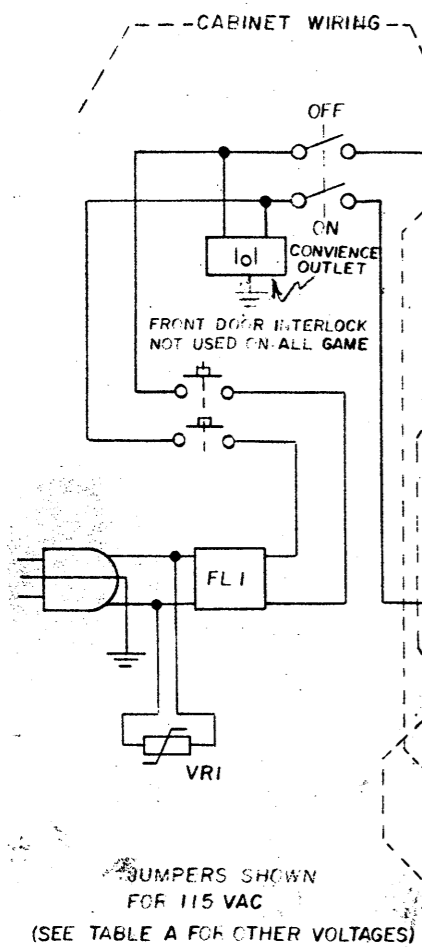 CABINET WIRING
OFF
ON
CONVIENCE
OUTLET
FRONT DOOR INTERLOCK
NOT USED ON ALL GAME
FL1
VR1
JUMPERS SHOWN
FOR 115 VAC
(SEE TABLE A FOR OTHER VOLTAGES)